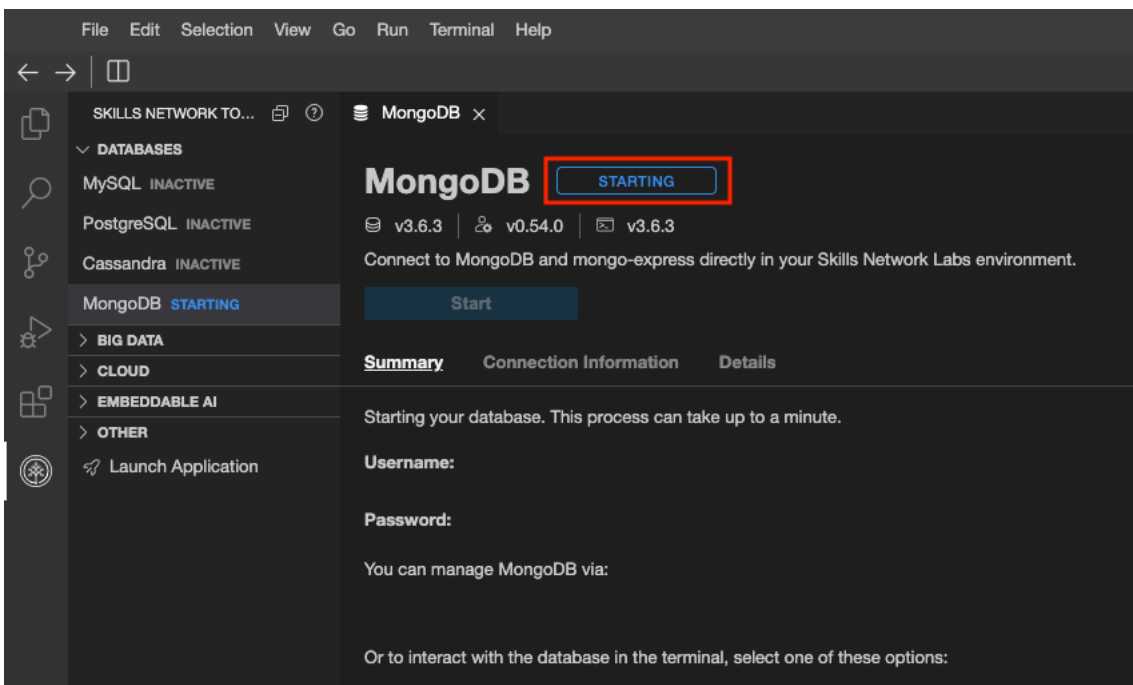 File Edit Selection View Go Run Terminal Help
SKILLS NETWORK TO...
DATABASES
MySQL INACTIVE
PostgreSQL INACTIVE
Cassandra INACTIVE
MongoDB STARTING
BIG DATA
CLOUD
EMBEDDABLE AI
OTHER
Launch Application
MongoDB
MongoDB STARTING
v3.6.3 v0.54.0 v3.6.3
Connect to MongoDB and mongo-express directly in your Skills Network Labs environment.
Start
Summary Connection Information Details
Starting your database. This process can take up to a minute.
Username:
Password:
You can manage MongoDB via:
Or to interact with the database in the terminal, select one of these options: